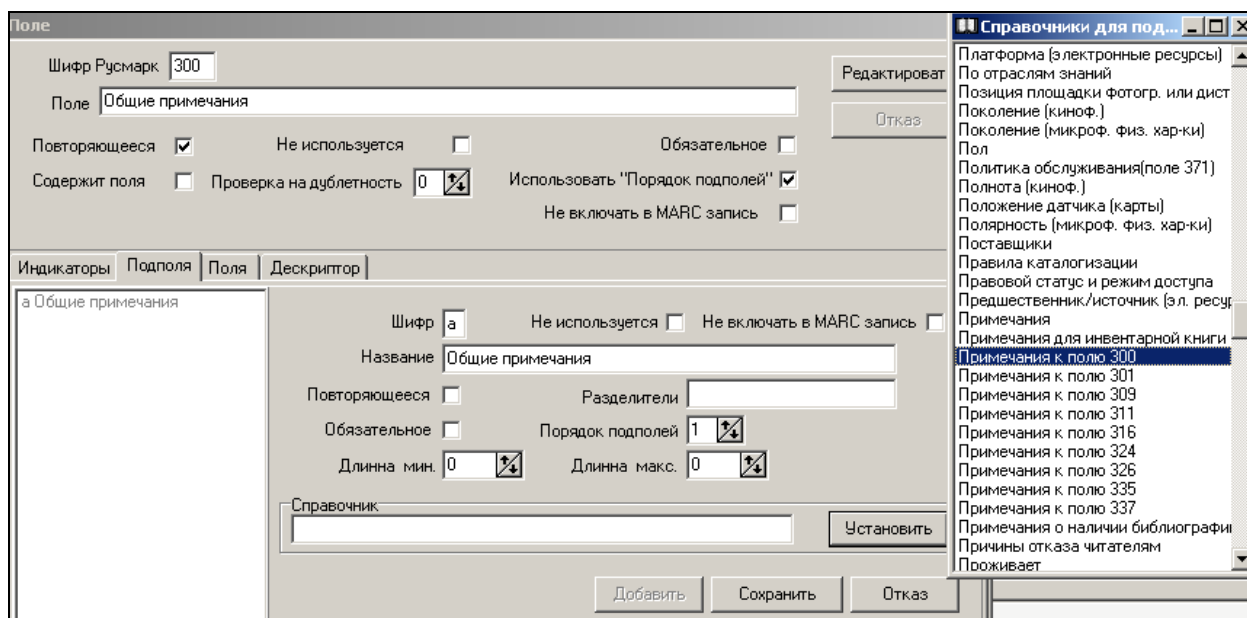 Поле
Шифр Русмарк 300
Редактироват
Поле Общие примечания
Отказ
Повторяющееся Не используется Обязательное
Содержит поля Проверка на дублетность 0 Использовать "Порядок подполей"
Не включать в MARC запись
Индикаторы Подполя Поля Дескриптор
a Общие примечания
Шифр a Не используется Не включать в MARC запись
Название Общие примечания
Повторяющееся Разделители
Обязательное Порядок подполей 1
Длинна мин. 0 Длинна макс. 0
Справочник
Установить
Добавить Сохранить Отказ
Справочники для под...
Платформа (электронные ресурсы)
По отраслям знаний
Позиция площадки фотогр. или дист
Поколение (киноф.)
Поколение (микроф. физ. хар-ки)
Пол
Политика обслуживания(поле 371)
Полнота (киноф.)
Положение датчика (карты)
Полярность (микроф. физ. хар-ки)
Поставщики
Правила каталогизации
Правовой статус и режим доступа
Предшественник/источник (эл. ресур
Примечания
Примечания для инвентарной книги
Примечания к полю 300
Примечания к полю 301
Примечания к полю 309
Примечания к полю 311
Примечания к полю 316
Примечания к полю 324
Примечания к полю 326
Примечания к полю 335
Примечания к полю 337
Примечания о наличии библиографи
Причины отказа читателям
Проживает